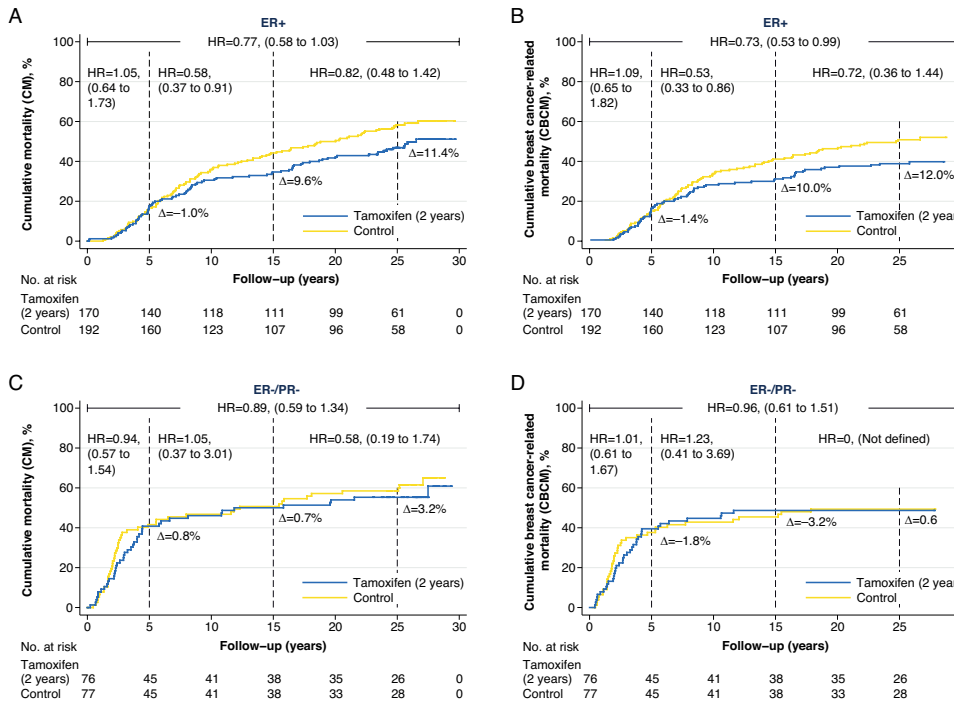 A
ER+
HR=0.77, (0.58 to 1.03)
HR=1.05,
(0.64 to
1.73)
HR=0.58,
(0.37 to 0.91)
HR=0.82, (0.48 to 1.42)
Cumulative mortality (CM), %
100
80
60
40
20
0
Δ=−1.0%
Δ=9.6%
Δ=11.4%
Tamoxifen (2 years)
Control
0 5 10 15 20 25 30
Follow−up (years)
No. at risk
Tamoxifen
(2 years) 170 140 118 111 99 61 0
Control 192 160 123 107 96 58 0
B
ER+
HR=0.73, (0.53 to 0.99)
HR=1.09,
(0.65 to
1.82)
HR=0.53,
(0.33 to 0.86)
HR=0.72, (0.36 to 1.44)
Cumulative breast cancer-related
mortality (CBCM), %
100
80
60
40
20
0
Δ=−1.4%
Δ=10.0%
Δ=12.0%
Tamoxifen (2 yea
Control
0 5 10 15 20 25
Follow−up (years)
No. at risk
Tamoxifen
(2 years) 170 140 118 111 99 61
Control 192 160 123 107 96 58
C
ER-/PR-
HR=0.89, (0.59 to 1.34)
HR=0.94,
(0.57 to
1.54)
HR=1.05,
(0.37 to 3.01)
HR=0.58, (0.19 to 1.74)
Cumulative mortality (CM), %
100
80
60
40
20
0
Δ=0.8%
Δ=0.7%
Δ=3.2%
Tamoxifen (2 years)
Control
0 5 10 15 20 25 30
Follow−up (years)
No. at risk
Tamoxifen
(2 years) 76 45 41 38 35 26 0
Control 77 45 41 38 33 28 0
D
ER-/PR-
HR=0.96, (0.61 to 1.51)
HR=1.01,
(0.61 to
1.67)
HR=1.23,
(0.41 to 3.69)
HR=0, (Not defined)
Cumulative breast cancer-related
mortality (CBCM), %
100
80
60
40
20
0
Δ=−1.8%
Δ=−3.2%
Δ=0.6
Tamoxifen (2 yea
Control
0 5 10 15 20 25
Follow−up (years)
No. at risk
Tamoxifen
(2 years) 76 45 41 38 35 26
Control 77 45 41 38 33 28